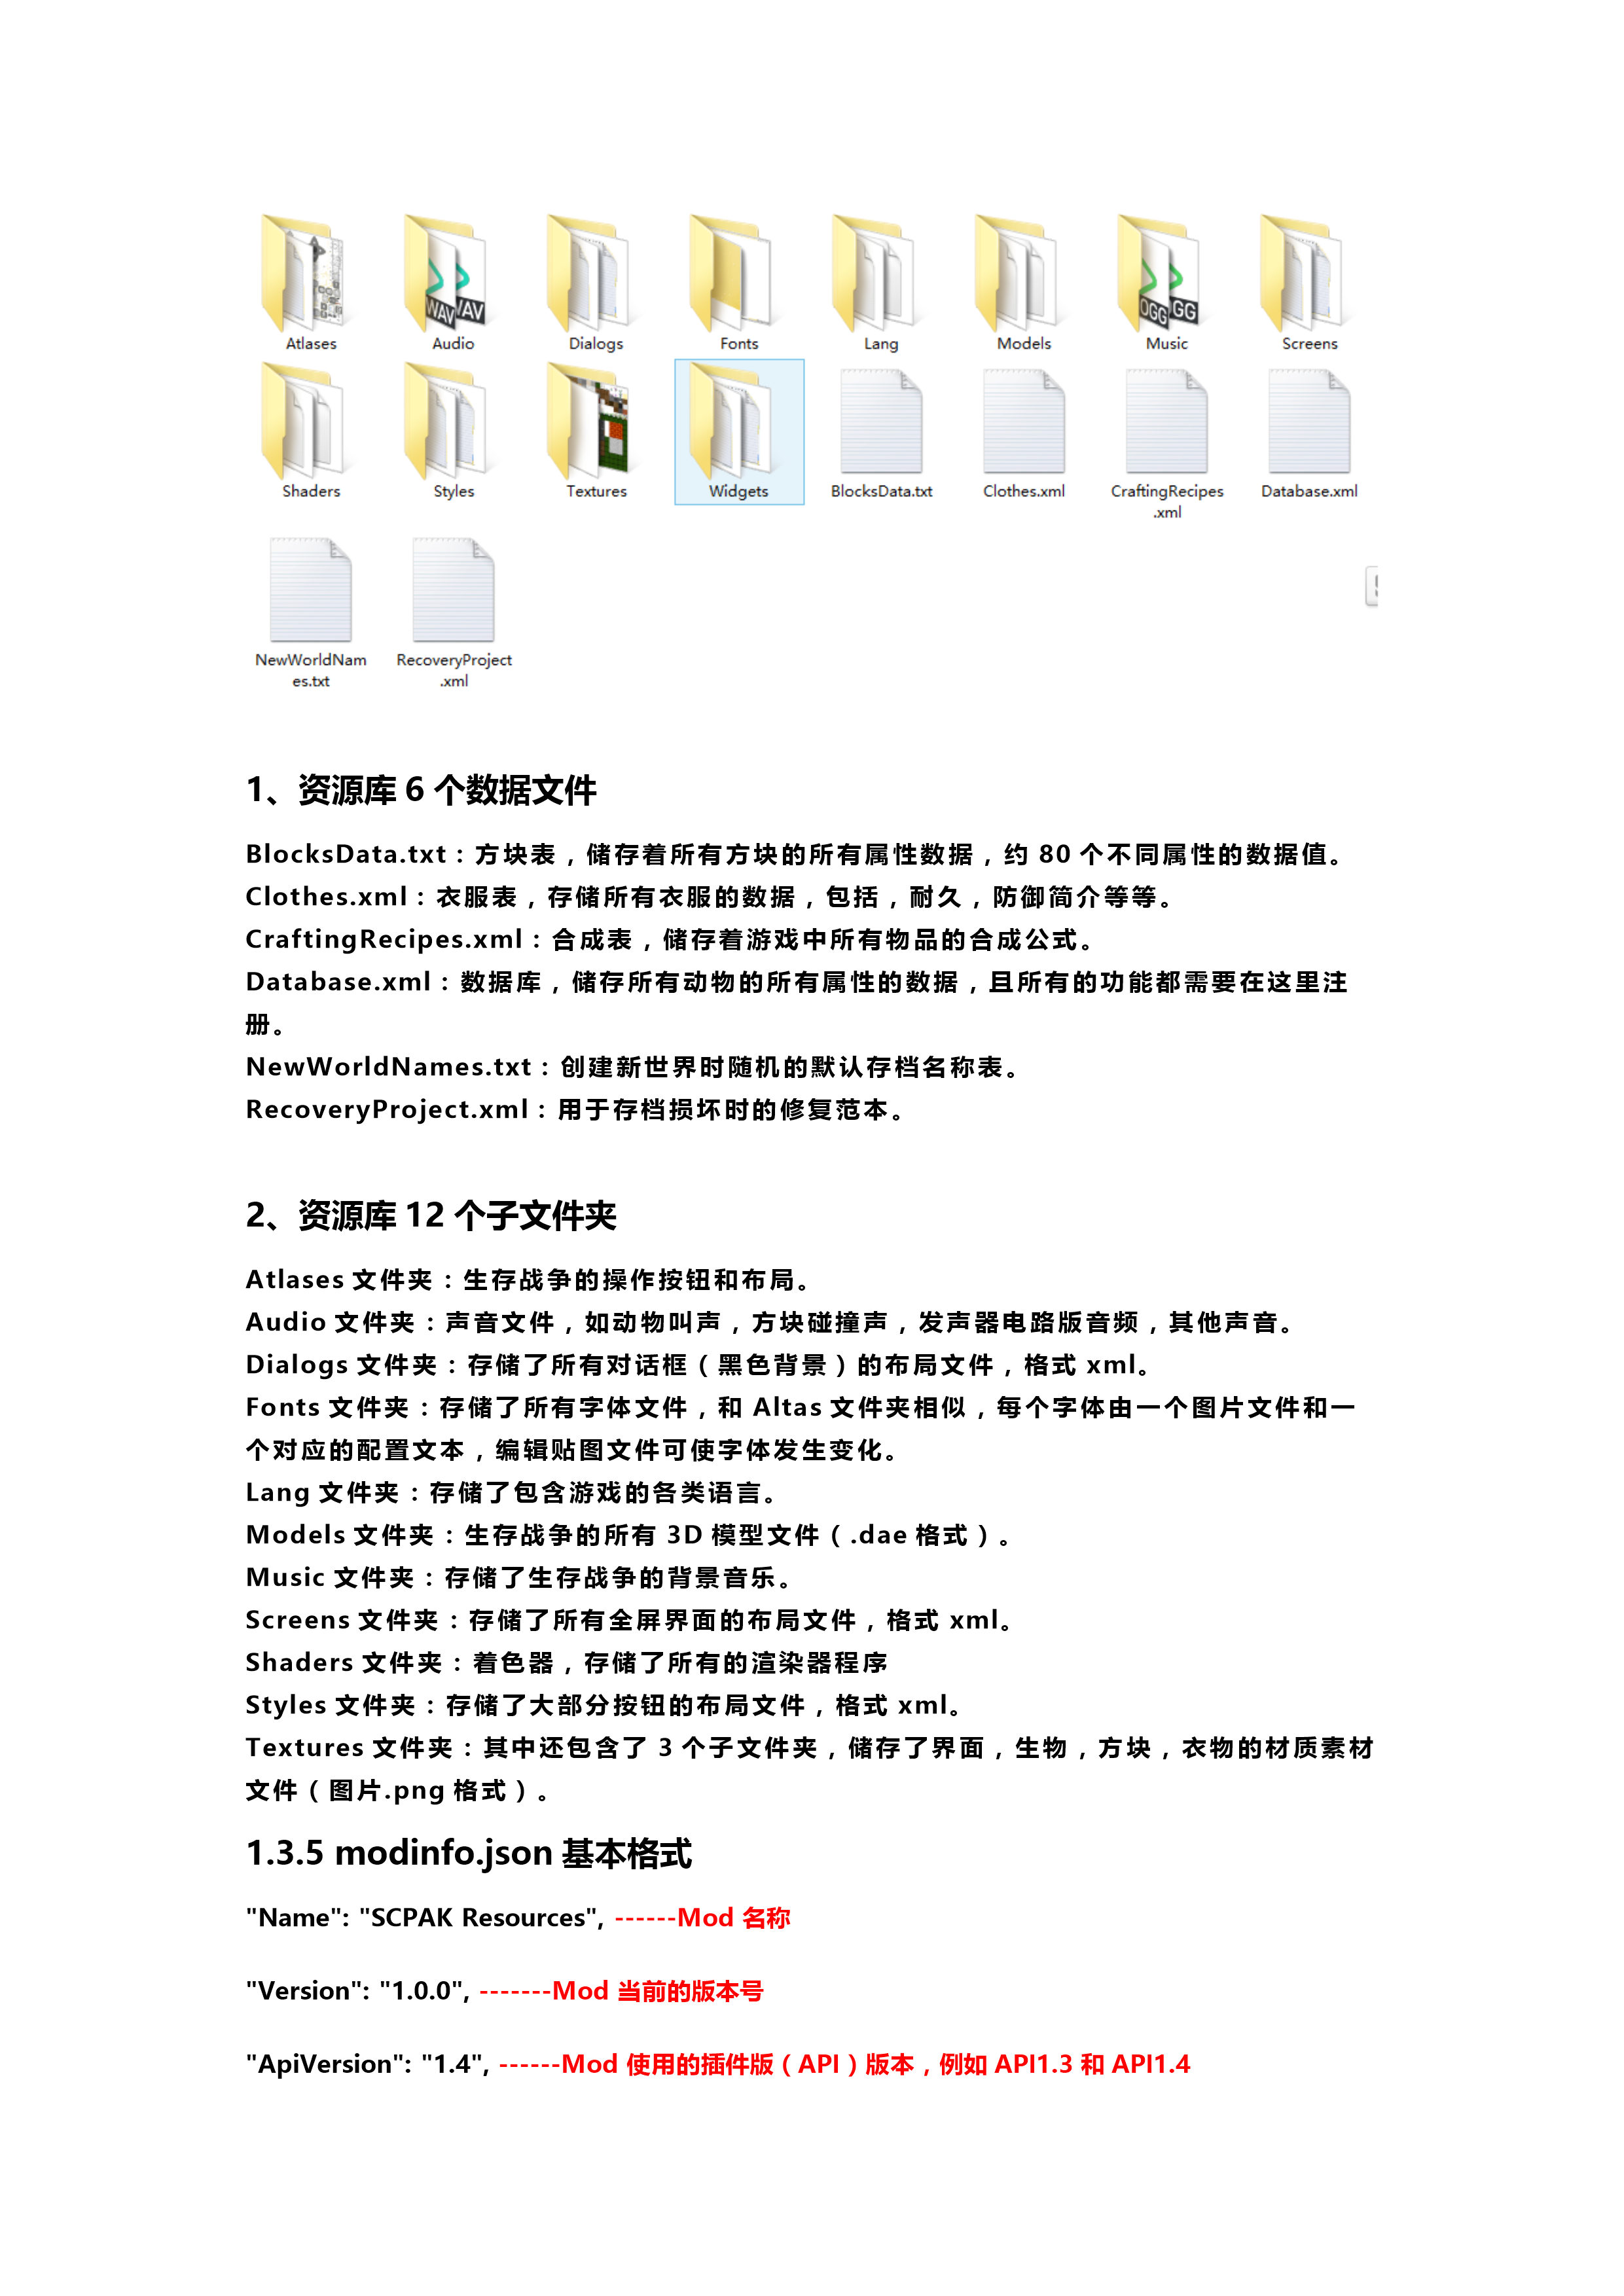 Atlases Audio Dialogs Fonts Lang Models Music Screens
Shaders Styles Textures Widgets BlocksData.txt Clothes.xml CraftingRecipes.xml Database.xml
NewWorldNames.txt RecoveryProject.xml
1、资源库 6 个数据文件
BlocksData.txt：方块表，储存着所有方块的所有属性数据，约 80 个不同属性的数据值。
Clothes.xml：衣服表，存储所有衣服的数据，包括，耐久，防御简介等等。
CraftingRecipes.xml：合成表，储存着游戏中所有物品的合成公式。
Database.xml：数据库，储存所有动物的所有属性的数据，且所有的功能都需要在这里注
册。
NewWorldNames.txt：创建新世界时随机的默认存档名称表。
RecoveryProject.xml：用于存档损坏时的修复范本。
2、资源库 12 个子文件夹
Atlases 文件夹：生存战争的操作按钮和布局。
Audio 文件夹：声音文件，如动物叫声，方块碰撞声，发声器电路版音频，其他声音。
Dialogs 文件夹：存储了所有对话框（黑色背景）的布局文件，格式 xml。
Fonts 文件夹：存储了所有字体文件，和 Altas 文件夹相似，每个字体由一个图片文件和一
个对应的配置文本，编辑贴图文件可使字体发生变化。
Lang 文件夹：存储了包含游戏的各类语言。
Models 文件夹：生存战争的所有 3D 模型文件（.dae 格式）。
Music 文件夹：存储了生存战争的背景音乐。
Screens 文件夹：存储了所有全屏界面的布局文件，格式 xml。
Shaders 文件夹：着色器，存储了所有的渲染器程序
Styles 文件夹：存储了大部分按钮的布局文件，格式 xml。
Textures 文件夹：其中还包含了 3 个子文件夹，储存了界面，生物，方块，衣物的材质素材
文件（图片.png 格式）。
1.3.5 modinfo.json 基本格式
"Name": "SCPAK Resources", ------Mod 名称
"Version": "1.0.0", -------Mod 当前的版本号
"ApiVersion": "1.4", ------Mod 使用的插件版（API）版本，例如 API1.3 和 API1.4